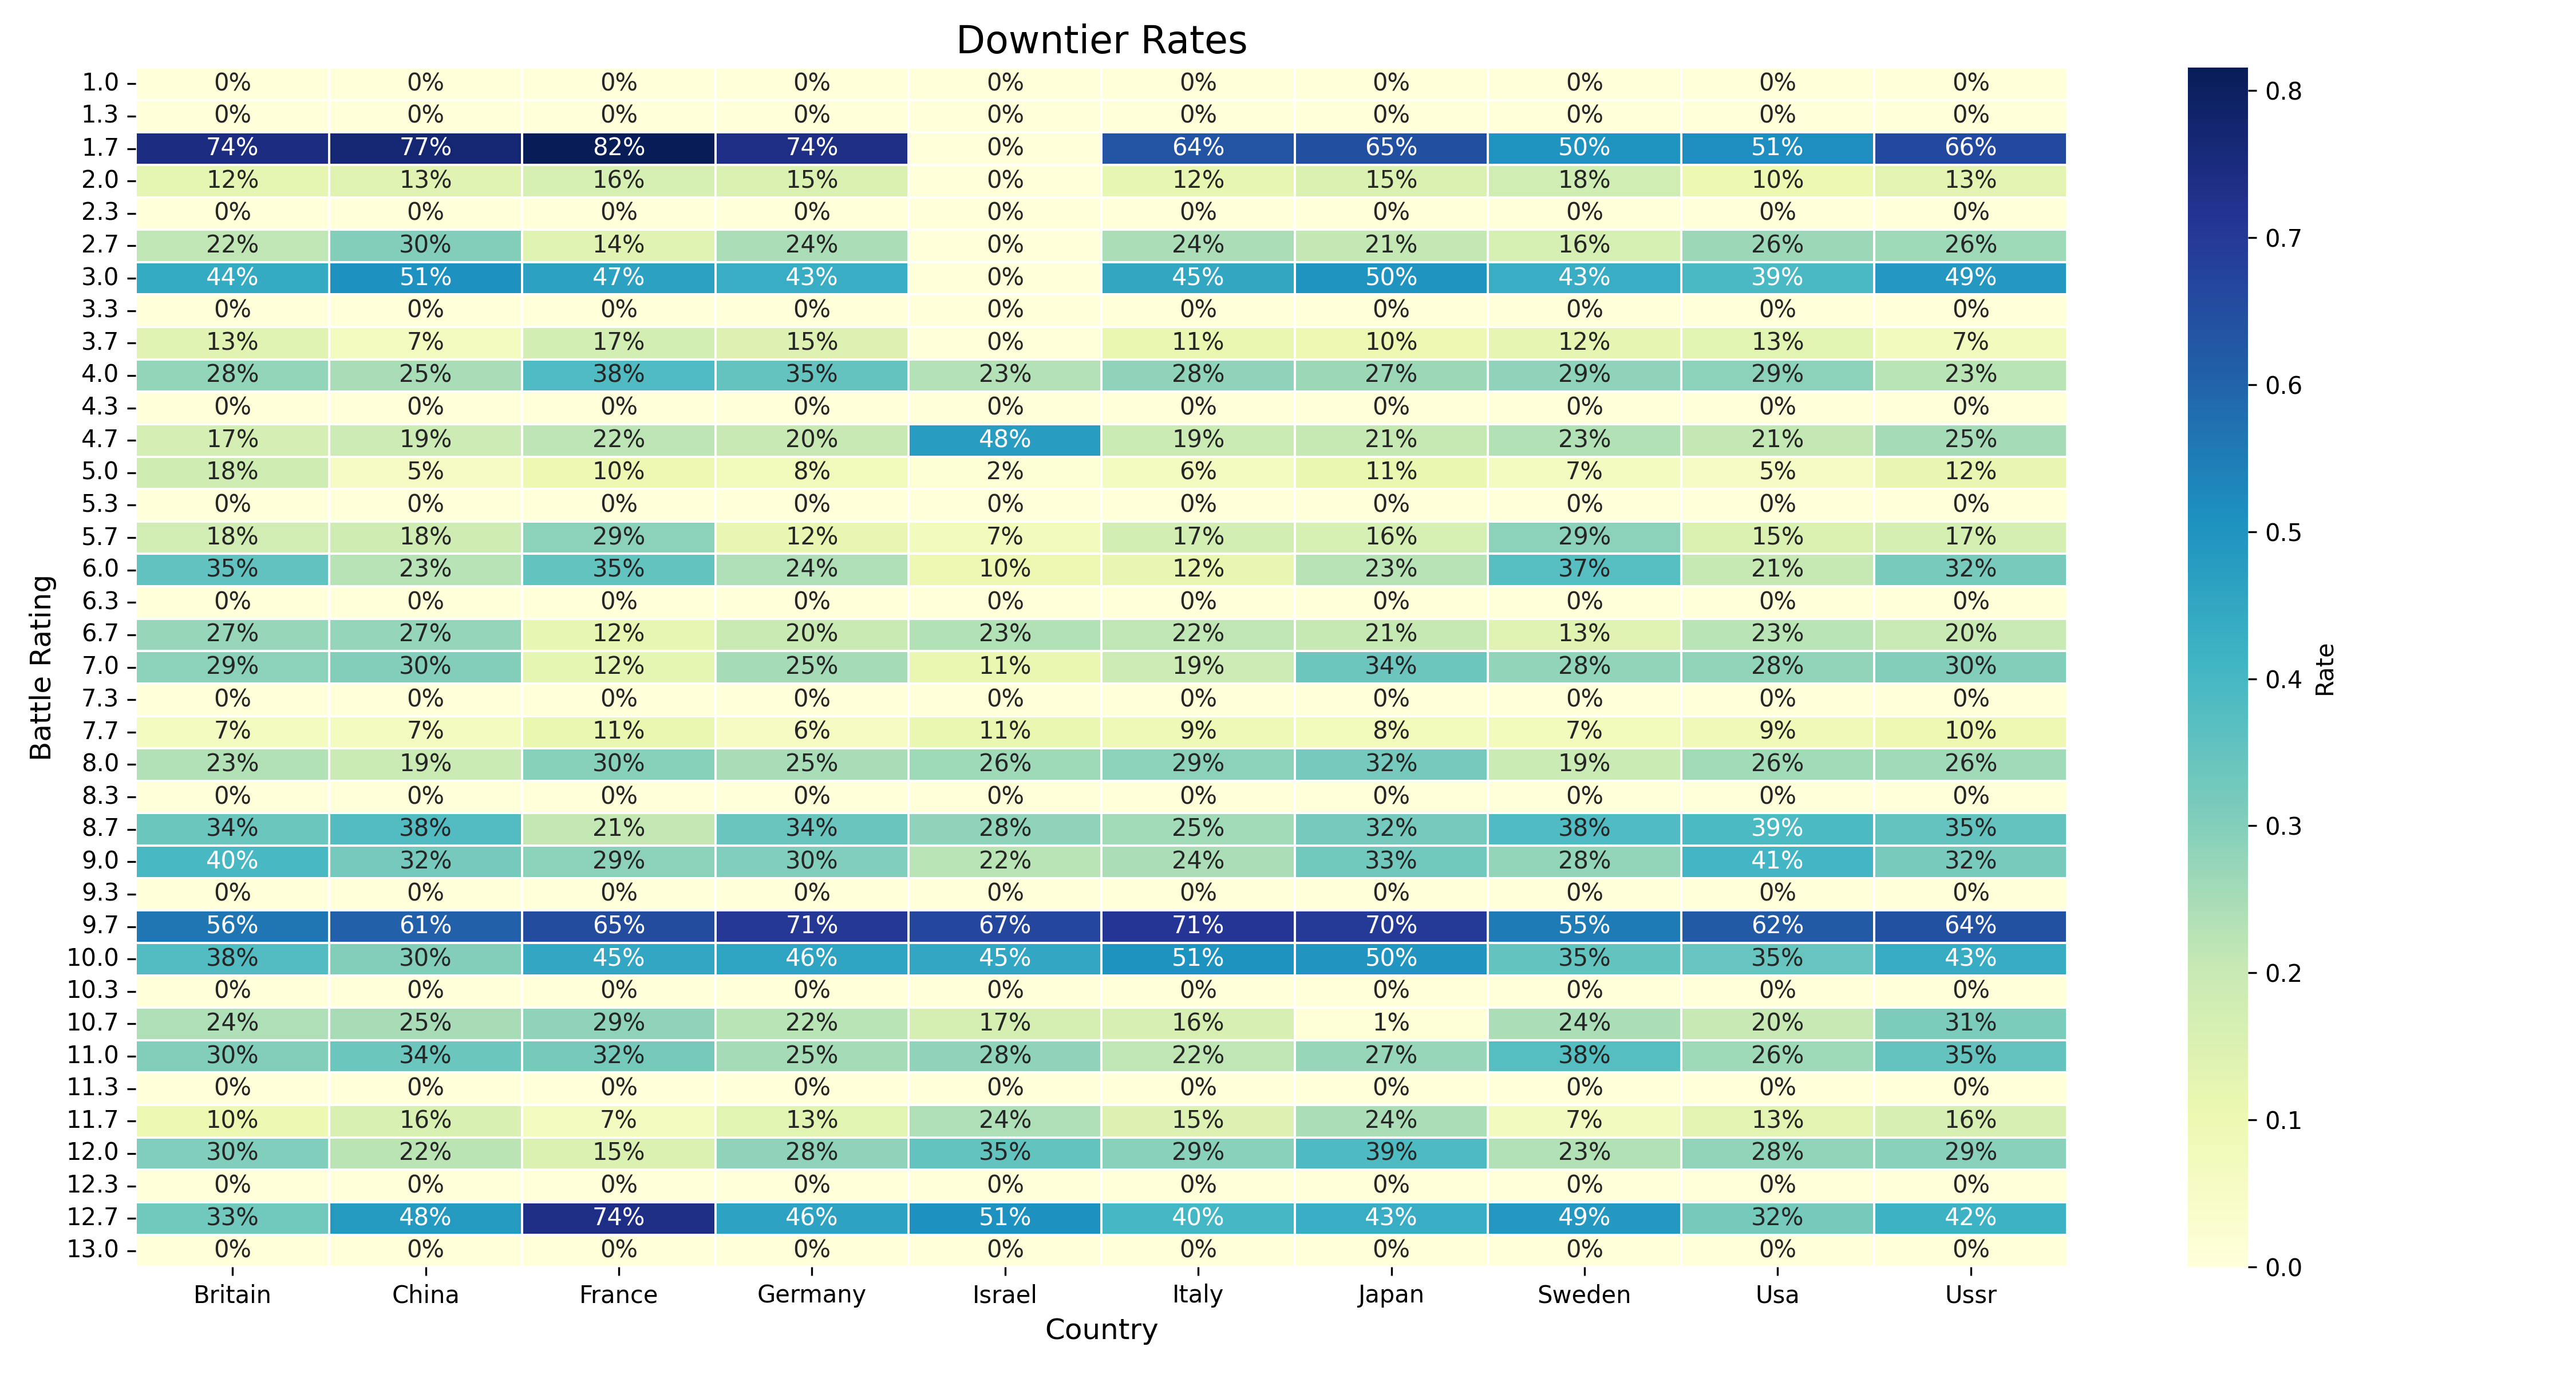 Downtier Rates
1.0 0% 0% 0% 0% 0% 0% 0% 0% 0% 0%
1.3 0% 0% 0% 0% 0% 0% 0% 0% 0% 0%
1.7 74% 77% 82% 74% 0% 64% 65% 50% 51% 66%
2.0 12% 13% 16% 15% 0% 12% 15% 18% 10% 13%
2.3 0% 0% 0% 0% 0% 0% 0% 0% 0% 0%
2.7 22% 30% 14% 24% 0% 24% 21% 16% 26% 26%
3.0 44% 51% 47% 43% 0% 45% 50% 43% 39% 49%
3.3 0% 0% 0% 0% 0% 0% 0% 0% 0% 0%
3.7 13% 7% 17% 15% 0% 11% 10% 12% 13% 7%
4.0 28% 25% 38% 35% 23% 28% 27% 29% 29% 23%
4.3 0% 0% 0% 0% 0% 0% 0% 0% 0% 0%
4.7 17% 19% 22% 20% 48% 19% 21% 23% 21% 25%
5.0 18% 5% 10% 8% 2% 6% 11% 7% 5% 12%
5.3 0% 0% 0% 0% 0% 0% 0% 0% 0% 0%
5.7 18% 18% 29% 12% 7% 17% 16% 29% 15% 17%
6.0 35% 23% 35% 24% 10% 12% 23% 37% 21% 32%
6.3 0% 0% 0% 0% 0% 0% 0% 0% 0% 0%
6.7 27% 27% 12% 20% 23% 22% 21% 13% 23% 20%
7.0 29% 30% 12% 25% 11% 19% 34% 28% 28% 30%
7.3 0% 0% 0% 0% 0% 0% 0% 0% 0% 0%
7.7 7% 7% 11% 6% 11% 9% 8% 7% 9% 10%
8.0 23% 19% 30% 25% 26% 29% 32% 19% 26% 26%
8.3 0% 0% 0% 0% 0% 0% 0% 0% 0% 0%
8.7 34% 38% 21% 34% 28% 25% 32% 38% 39% 35%
9.0 40% 32% 29% 30% 22% 24% 33% 28% 41% 32%
9.3 0% 0% 0% 0% 0% 0% 0% 0% 0% 0%
9.7 56% 61% 65% 71% 67% 71% 70% 55% 62% 64%
10.0 38% 30% 45% 46% 45% 51% 50% 35% 35% 43%
10.3 0% 0% 0% 0% 0% 0% 0% 0% 0% 0%
10.7 24% 25% 29% 22% 17% 16% 1% 24% 20% 31%
11.0 30% 34% 32% 25% 28% 22% 27% 38% 26% 35%
11.3 0% 0% 0% 0% 0% 0% 0% 0% 0% 0%
11.7 10% 16% 7% 13% 24% 15% 24% 7% 13% 16%
12.0 30% 22% 15% 28% 35% 29% 39% 23% 28% 29%
12.3 0% 0% 0% 0% 0% 0% 0% 0% 0% 0%
12.7 33% 48% 74% 46% 51% 40% 43% 49% 32% 42%
13.0 0% 0% 0% 0% 0% 0% 0% 0% 0% 0%
Britain China France Germany Israel Italy Japan Sweden Usa Ussr
Country
Battle Rating
0.8
0.7
0.6
0.5
0.4
0.3
0.2
0.1
0.0
Rate